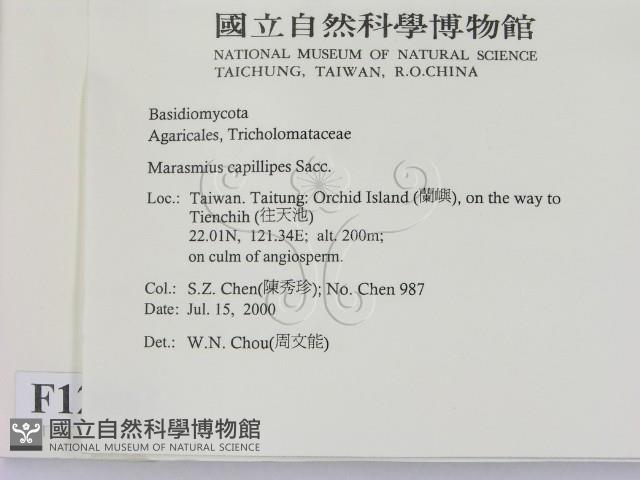 國立自然科學博物館
NATIONAL MUSEUM OF NATURAL SCIENCE
TAICHUNG, TAIWAN, R.O.CHINA
Basidiomycota
Agaricales, Tricholomataceae
Marasmius capillipes Sacc.
Loc.: Taiwan. Taitung: Orchid Island (蘭嶼), on the way to
Tienchih (往天池)
22.01N, 121.34E; alt. 200m;
on culm of angiosperm.
Col.: S.Z. Chen(陳秀珍); No. Chen 987
Date: Jul. 15, 2000
Det.: W.N. Chou(周文能)
F12
國立自然科學博物館
NATIONAL MUSEUM OF NATURAL SCIENCE